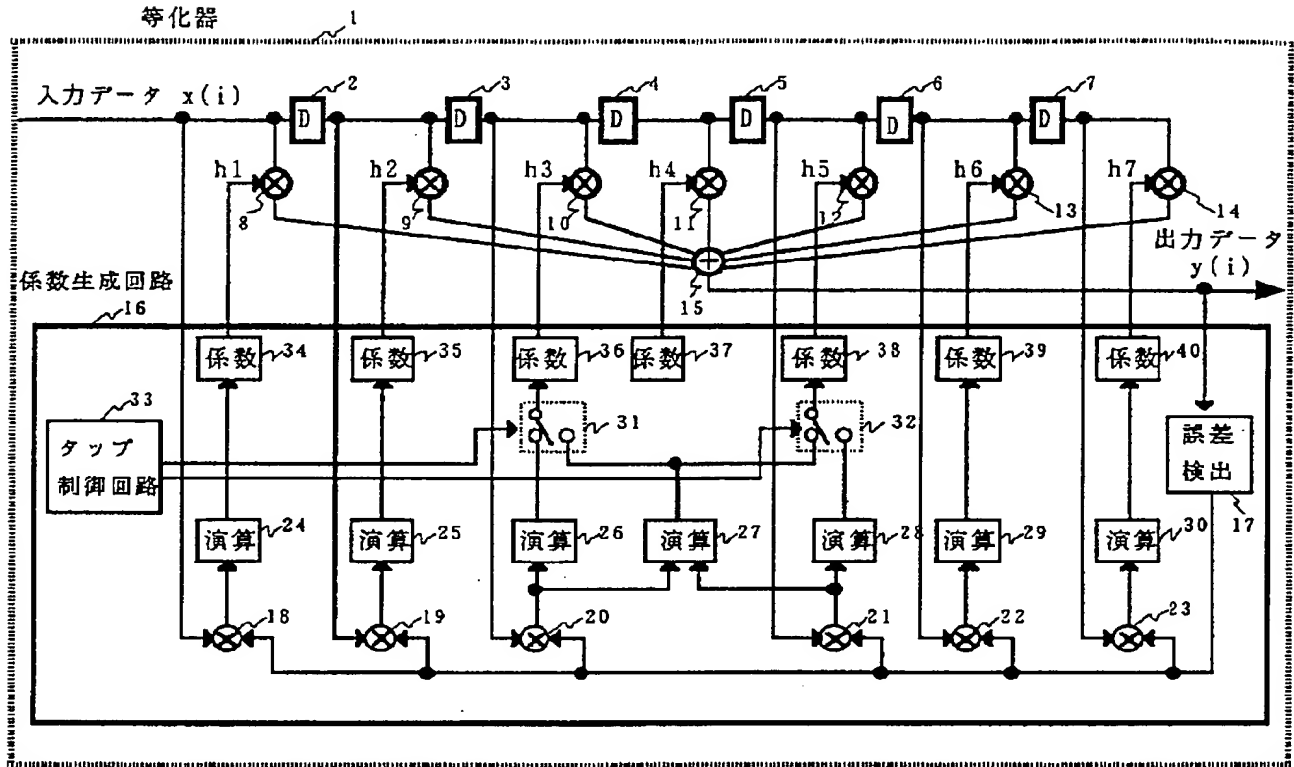 等化器
1
入力データ x(i)
2
3
4
5
6
7
D
D
D
D
D
D
h1
h2
h3
h4
h5
h6
h7
8
9
10
11
12
13
14
出力データ
y(i)
+
15
係数生成回路
16
係数
34
係数
35
係数
36
係数
37
係数
38
係数
39
係数
40
33
タップ
制御回路
31
32
誤差
検出
17
演算
24
演算
25
演算
26
演算
27
演算
28
演算
29
演算
30
18
19
20
21
22
23